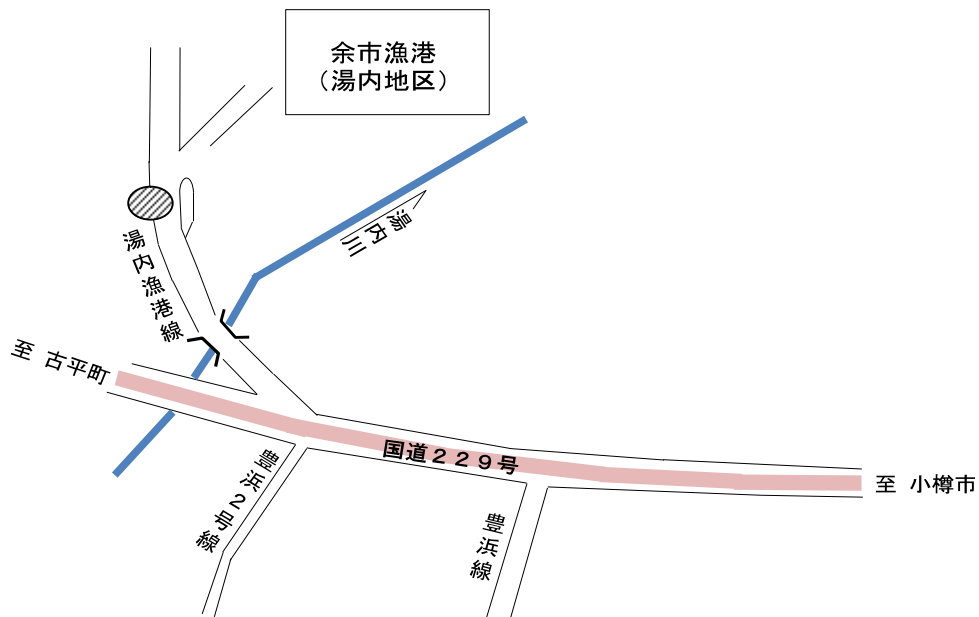 余市漁港
（湯内地区）
湯内川
湯内漁港線
至 古平町
国道２２９号
至 小樽市
豊浜２号線
豊浜線